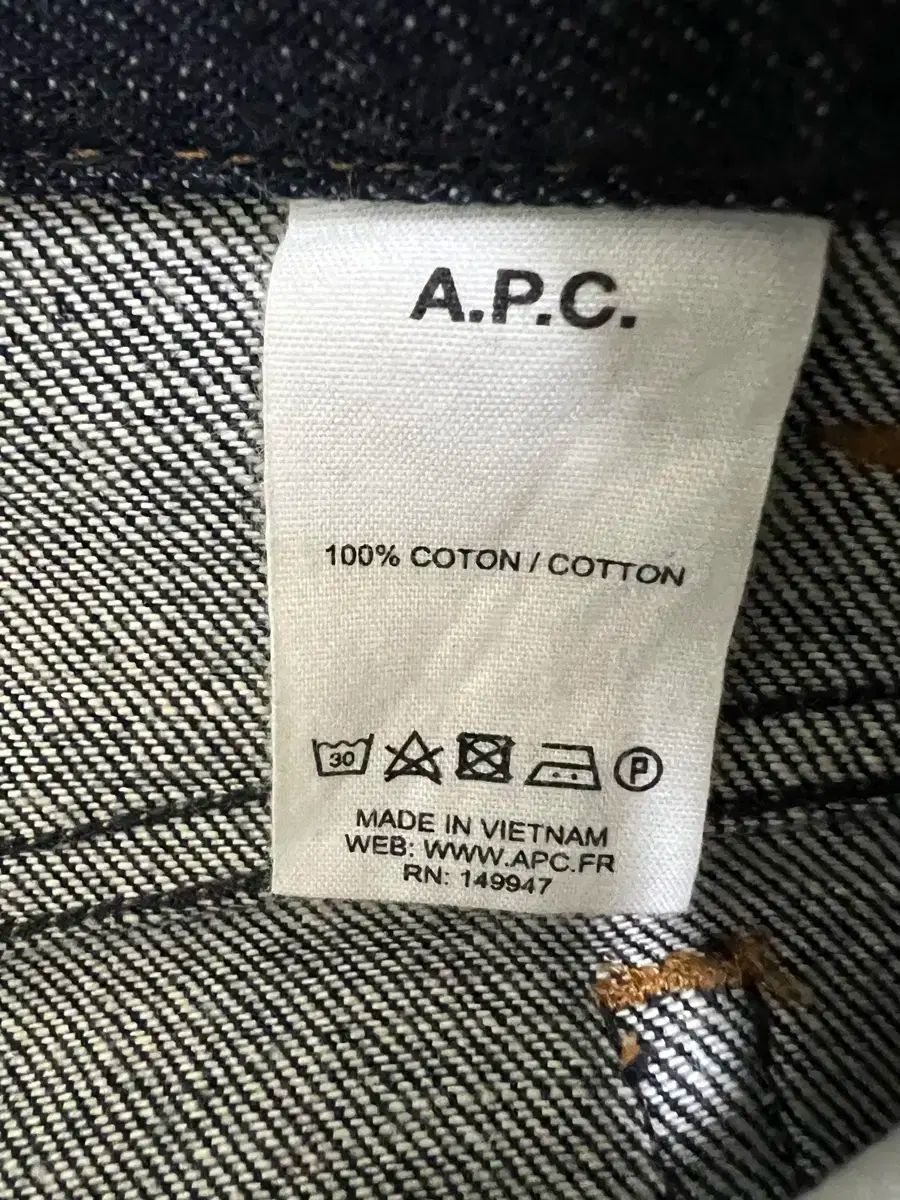 A.P.C.
100% COTON / COTTON
30 P
MADE IN VIETNAM
WEB: WWW.APC.FR
RN: 149947